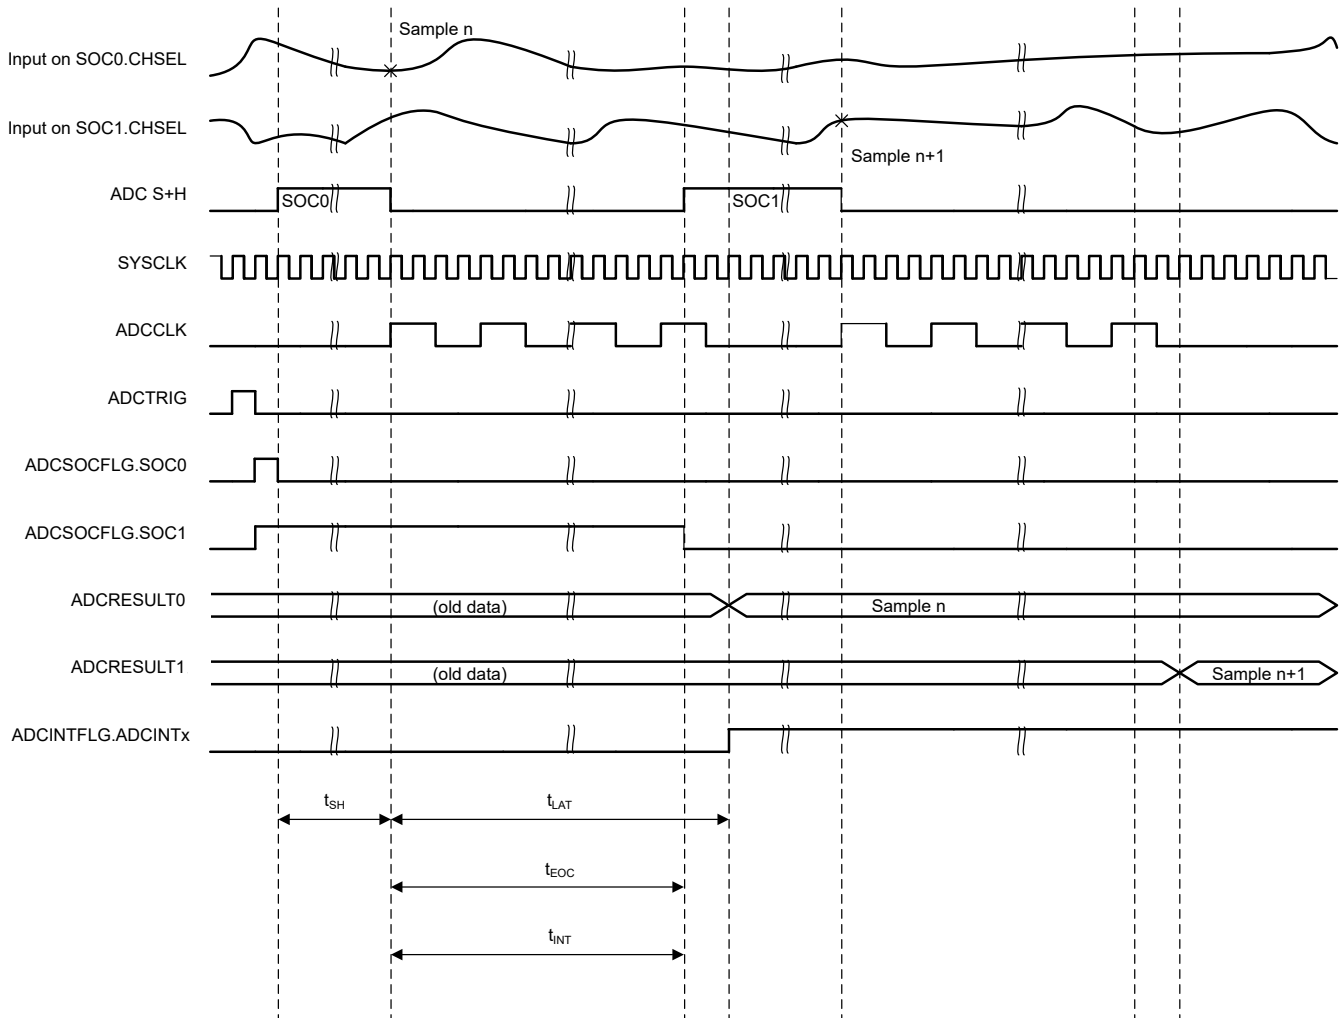 Sample n
Input on SOC0.CHSEL
Input on SOC1.CHSEL
Sample n+1
ADC S+H
SOC0
SOC1
SYSCLK
ADCCLK
ADCTRIG
ADCSOCFLG.SOC0
ADCSOCFLG.SOC1
ADCRESULT0
(old data)
Sample n
ADCRESULT1
(old data)
Sample n+1
ADCINTFLG.ADCINTx
tSH
tLAT
tEOC
tINT